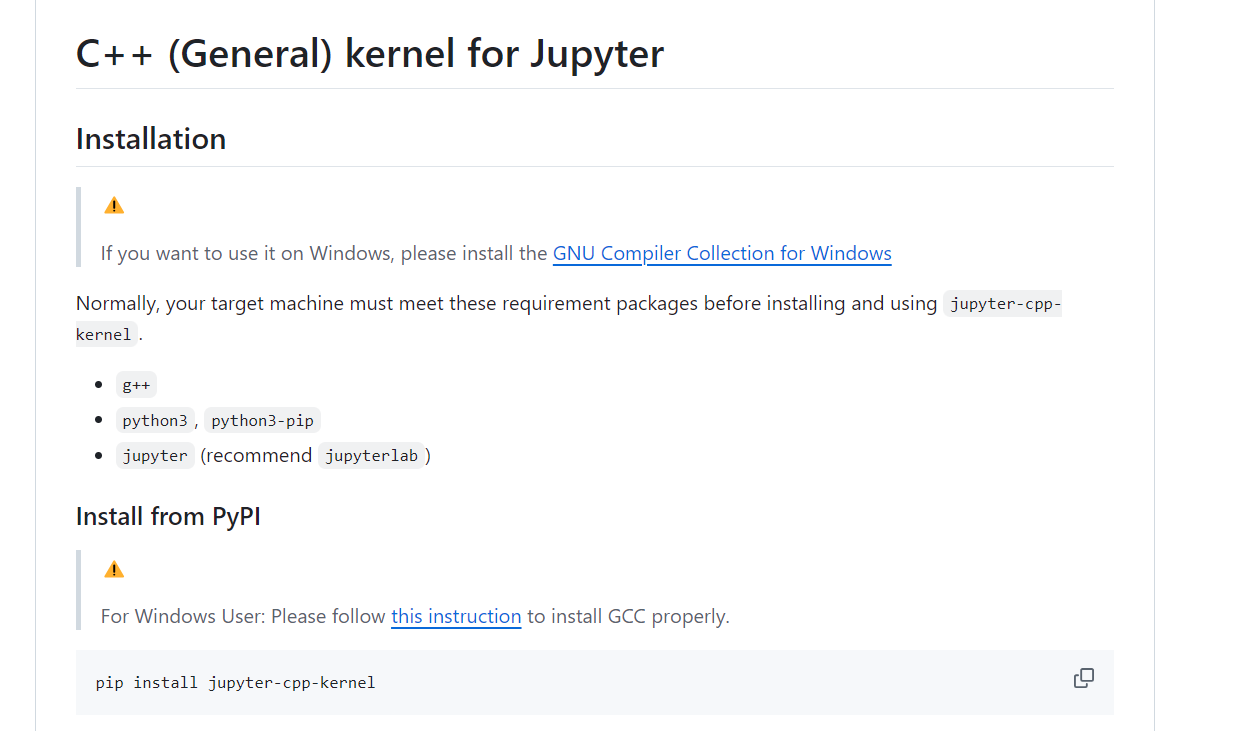 C++ (General) kernel for Jupyter
Installation
If you want to use it on Windows, please install the GNU Compiler Collection for Windows
Normally, your target machine must meet these requirement packages before installing and using jupyter-cpp-
kernel.
g++
python3, python3-pip
jupyter (recommend jupyterlab)
Install from PyPI
For Windows User: Please follow this instruction to install GCC properly.
pip install jupyter-cpp-kernel